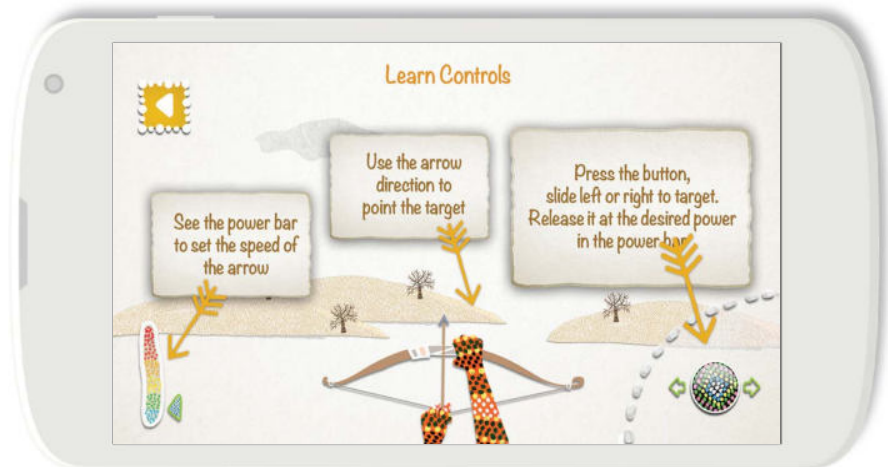 Learn Controls
See the power bar
to set the speed of
the arrow
Use the arrow
direction to
point the target
Press the button,
slide left or right to target.
Release it at the desired power
in the power bar